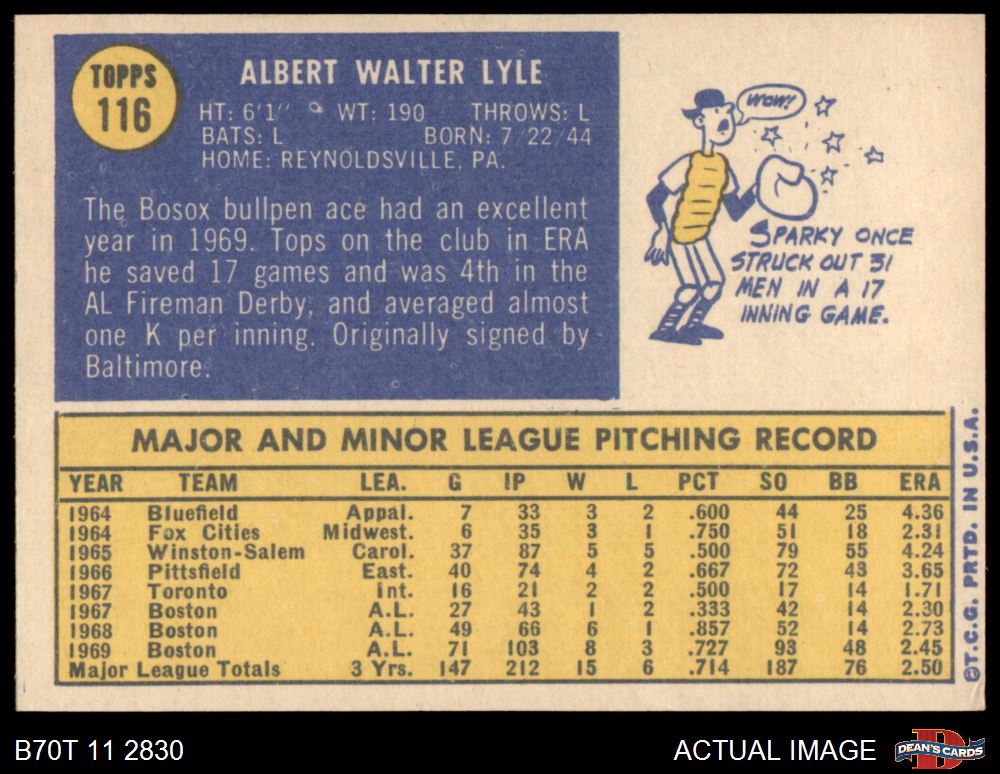 TOPPS
116
ALBERT WALTER LYLE
HT: 6'1" WT: 190 THROWS: L
BATS: L BORN: 7/22/44
HOME: REYNOLDSVILLE, PA.
The Bosox bullpen ace had an excellent
year in 1969. Tops on the club in ERA
he saved 17 games and was 4th in the
AL Fireman Derby, and averaged almost
one K per inning. Originally signed by
Baltimore.
WOW!
SPARKY ONCE
STRUCK OUT 31
MEN IN A 17
INNING GAME.
MAJOR AND MINOR LEAGUE PITCHING RECORD
YEAR TEAM LEA. G IP W L PCT SO BB ERA
1964 Bluefield Appal. 7 33 3 2 .600 44 25 4.36
1964 Fox Cities Midwest. 6 35 3 1 .750 51 18 2.31
1965 Winston-Salem Carol. 37 87 5 5 .500 79 55 4.24
1966 Pittsfield East. 40 74 4 2 .667 72 43 3.65
1967 Toronto Int. 16 21 2 2 .500 17 14 1.71
1967 Boston A.L. 27 43 1 2 .333 42 14 2.30
1968 Boston A.L. 49 66 6 1 .857 52 14 2.73
1969 Boston A.L. 71 103 8 3 .727 93 48 2.45
Major League Totals 3 Yrs. 147 212 15 6 .714 187 76 2.50
©T.C.G. PRTD. IN U.S.A.
B70T 11 2830
ACTUAL IMAGE
DEAN'S CARDS